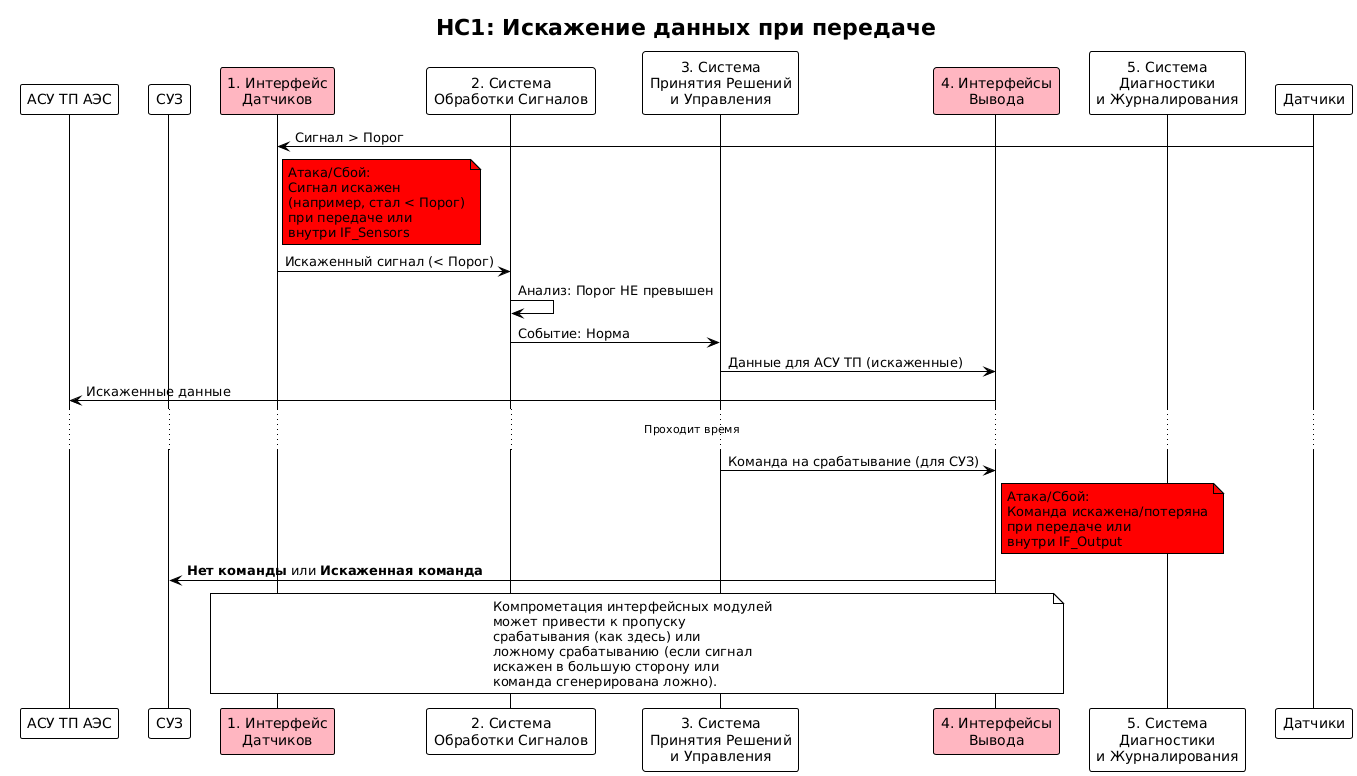 НС1: Искажение данных при передаче
АСУ ТП АЭС
СУЗ
1. Интерфейс
Датчиков
2. Система
Обработки Сигналов
3. Система
Принятия Решений
и Управления
4. Интерфейсы
Вывода
5. Система
Диагностики
и Журналирования
Датчики
Сигнал > Порог
Атака/Сбой:
Сигнал искажен
(например, стал < Порог)
при передаче или
внутри IF_Sensors
Искаженный сигнал (< Порог)
Анализ: Порог НЕ превышен
Событие: Норма
Данные для АСУ ТП (искаженные)
Искаженные данные
Проходит время
Команда на срабатывание (для СУЗ)
Атака/Сбой:
Команда искажена/потеряна
при передаче или
внутри IF_Output
Нет команды или Искаженная команда
Компрометация интерфейсных модулей
может привести к пропуску
срабатывания (как здесь) или
ложному срабатыванию (если сигнал
искажен в большую сторону или
команда сгенерирована ложно).
АСУ ТП АЭС
СУЗ
1. Интерфейс
Датчиков
2. Система
Обработки Сигналов
3. Система
Принятия Решений
и Управления
4. Интерфейсы
Вывода
5. Система
Диагностики
и Журналирования
Датчики